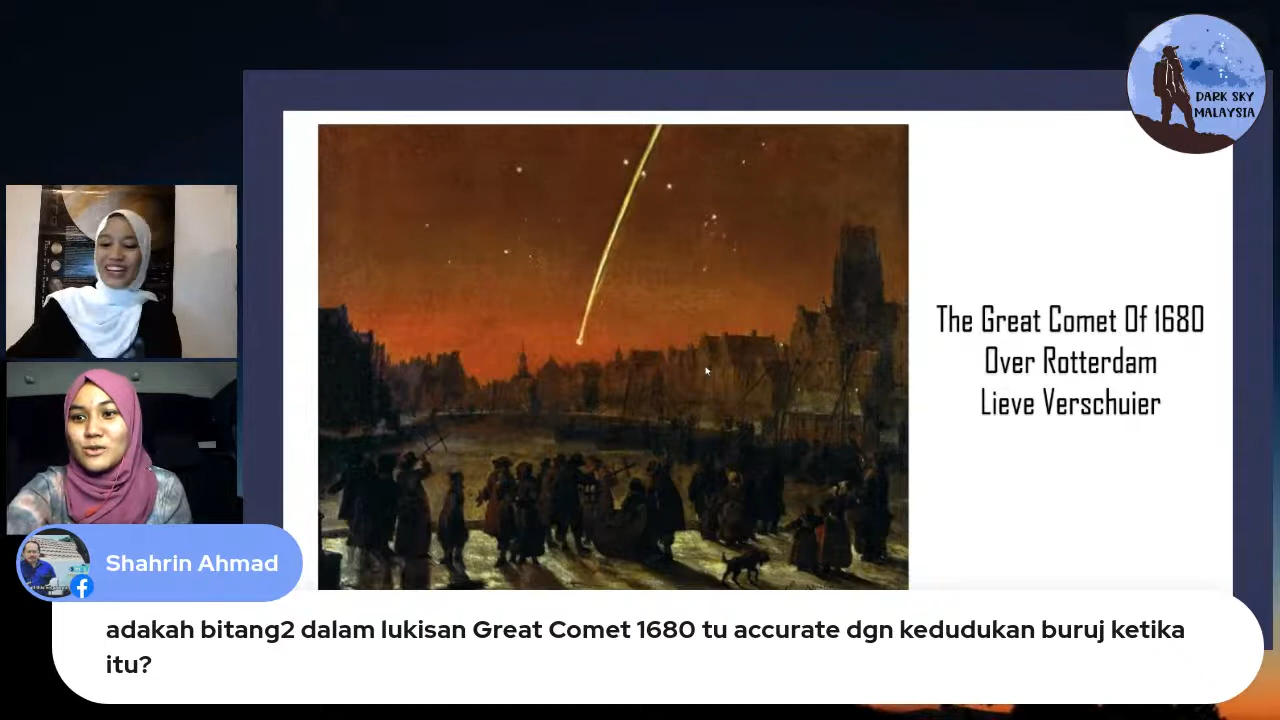 DARK SKY
MALAYSIA
The Great Comet Of 1680
Over Rotterdam
Lieve Verschuier
Shahrin Ahmad
adakah bitang2 dalam lukisan Great Comet 1680 tu accurate dgn kedudukan buruj ketika
itu?